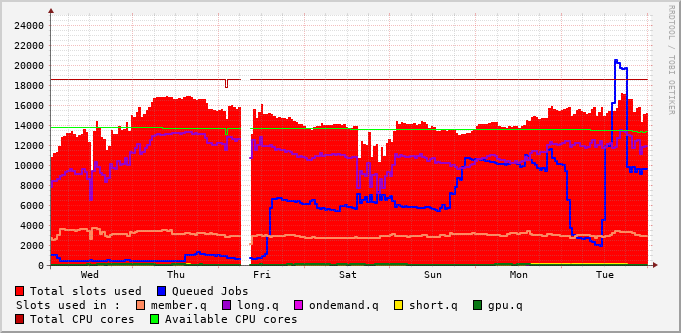 24000
22000
20000
18000
16000
14000
12000
10000
8000
6000
4000
2000
0
Wed Thu Fri Sat Sun Mon Tue
RRDTOOL / TOBI OETIKER
Total slots used Queued Jobs
Slots used in : member.q long.q ondemand.q short.q gpu.q
Total CPU cores Available CPU cores